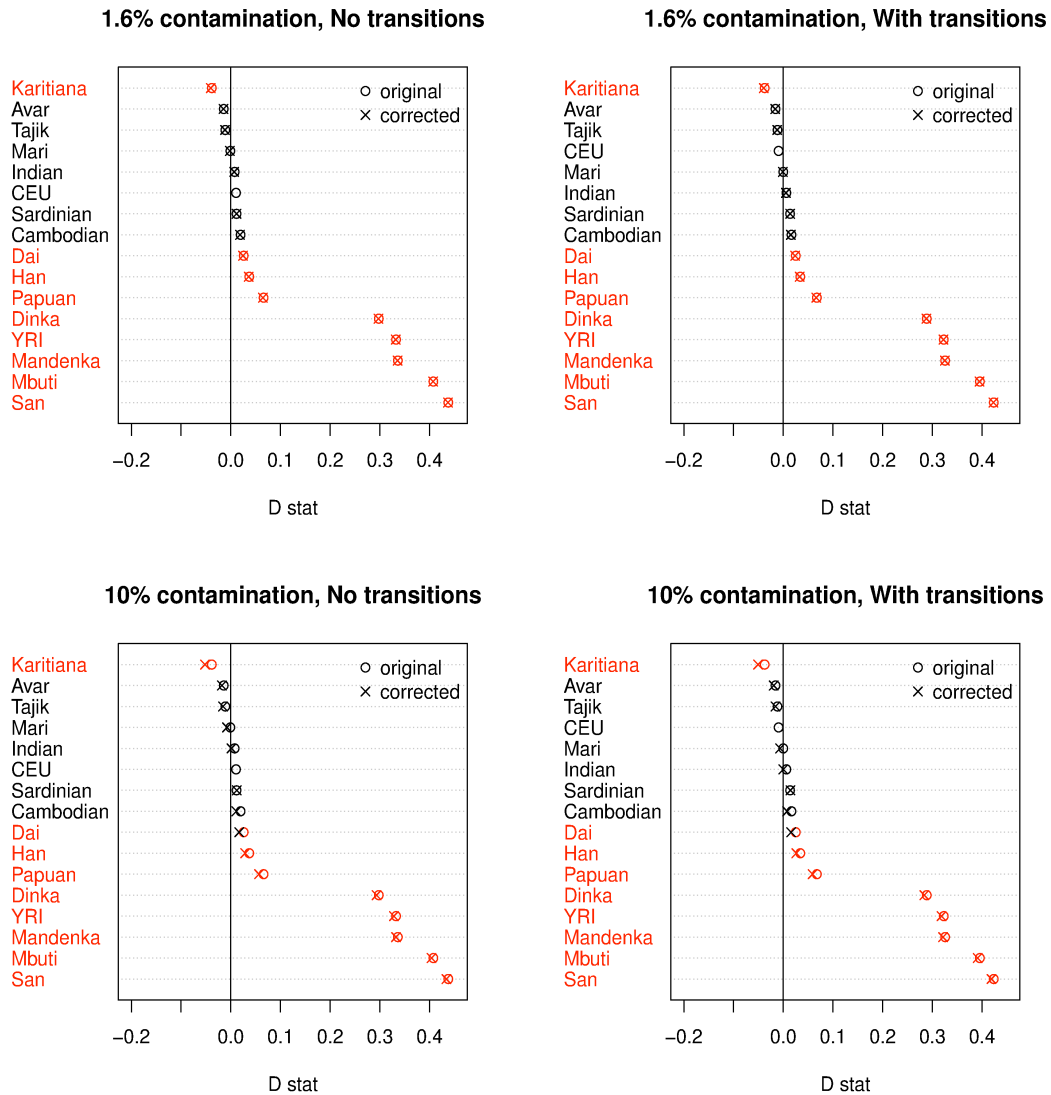 1.6% contamination, No transitions
Karitiana
Avar
Tajik
Mari
Indian
CEU
Sardinian
Cambodian
Dai
Han
Papuan
Dinka
YRI
Mandenka
Mbuti
San
original
corrected
−0.2 0.0 0.1 0.2 0.3 0.4
D stat
1.6% contamination, With transitions
Karitiana
Avar
Tajik
CEU
Mari
Indian
Sardinian
Cambodian
Dai
Han
Papuan
Dinka
YRI
Mandenka
Mbuti
San
original
corrected
−0.2 0.0 0.1 0.2 0.3 0.4
D stat
10% contamination, No transitions
Karitiana
Avar
Tajik
Mari
Indian
CEU
Sardinian
Cambodian
Dai
Han
Papuan
Dinka
YRI
Mandenka
Mbuti
San
original
corrected
−0.2 0.0 0.1 0.2 0.3 0.4
D stat
10% contamination, With transitions
Karitiana
Avar
Tajik
CEU
Mari
Indian
Sardinian
Cambodian
Dai
Han
Papuan
Dinka
YRI
Mandenka
Mbuti
San
original
corrected
−0.2 0.0 0.1 0.2 0.3 0.4
D stat